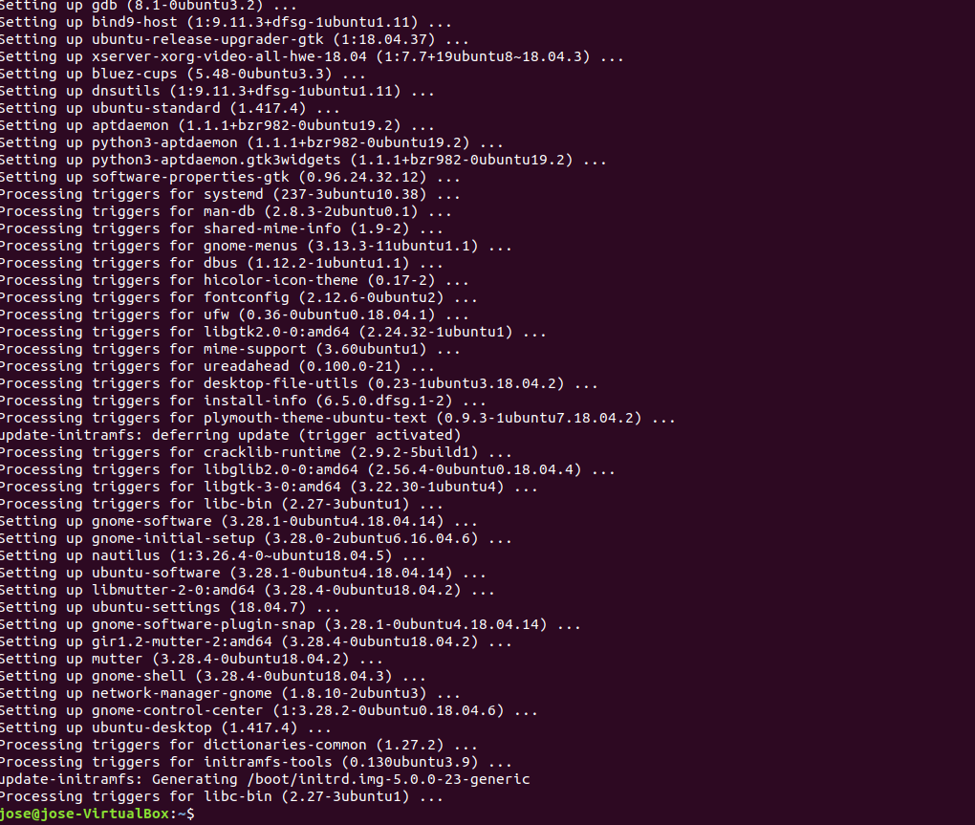 Setting up gdb (8.1-0ubuntu3.2) ...
Setting up bind9-host (1:9.11.3+dfsg-1ubuntu1.11) ...
Setting up ubuntu-release-upgrader-gtk (1:18.04.37) ...
Setting up xserver-xorg-video-all-hwe-18.04 (1:7.7+19ubuntu8~18.04.3) ...
Setting up bluez-cups (5.48-0ubuntu3.3) ...
Setting up dnsutils (1:9.11.3+dfsg-1ubuntu1.11) ...
Setting up ubuntu-standard (1.417.4) ...
Setting up aptdaemon (1.1.1+bzr982-0ubuntu19.2) ...
Setting up python3-aptdaemon (1.1.1+bzr982-0ubuntu19.2) ...
Setting up python3-aptdaemon.gtk3widgets (1.1.1+bzr982-0ubuntu19.2) ...
Setting up software-properties-gtk (0.96.24.32.12) ...
Processing triggers for systemd (237-3ubuntu10.38) ...
Processing triggers for man-db (2.8.3-2ubuntu0.1) ...
Processing triggers for shared-mime-info (1.9-2) ...
Processing triggers for gnome-menus (3.13.3-11ubuntu1.1) ...
Processing triggers for dbus (1.12.2-1ubuntu1.1) ...
Processing triggers for hicolor-icon-theme (0.17-2) ...
Processing triggers for fontconfig (2.12.6-0ubuntu2) ...
Processing triggers for ufw (0.36-0ubuntu0.18.04.1) ...
Processing triggers for libgtk2.0-0:amd64 (2.24.32-1ubuntu1) ...
Processing triggers for mime-support (3.60ubuntu1) ...
Processing triggers for ureadahead (0.100.0-21) ...
Processing triggers for desktop-file-utils (0.23-1ubuntu3.18.04.2) ...
Processing triggers for install-info (6.5.0.dfsg.1-2) ...
Processing triggers for plymouth-theme-ubuntu-text (0.9.3-1ubuntu7.18.04.2) ...
update-initramfs: deferring update (trigger activated)
Processing triggers for cracklib-runtime (2.9.2-5build1) ...
Processing triggers for libglib2.0-0:amd64 (2.56.4-0ubuntu0.18.04.4) ...
Processing triggers for libgtk-3-0:amd64 (3.22.30-1ubuntu4) ...
Processing triggers for libc-bin (2.27-3ubuntu1) ...
Setting up gnome-software (3.28.1-0ubuntu4.18.04.14) ...
Setting up gnome-initial-setup (3.28.0-2ubuntu6.16.04.6) ...
Setting up nautilus (1:3.26.4-0~ubuntu18.04.5) ...
Setting up ubuntu-software (3.28.1-0ubuntu4.18.04.14) ...
Setting up libmutter-2-0:amd64 (3.28.4-0ubuntu18.04.2) ...
Setting up ubuntu-settings (18.04.7) ...
Setting up gnome-software-plugin-snap (3.28.1-0ubuntu4.18.04.14) ...
Setting up gir1.2-mutter-2:amd64 (3.28.4-0ubuntu18.04.2) ...
Setting up mutter (3.28.4-0ubuntu18.04.2) ...
Setting up gnome-shell (3.28.4-0ubuntu18.04.3) ...
Setting up network-manager-gnome (1.8.10-2ubuntu3) ...
Setting up gnome-control-center (1:3.28.2-0ubuntu0.18.04.6) ...
Setting up ubuntu-desktop (1.417.4) ...
Processing triggers for dictionaries-common (1.27.2) ...
Processing triggers for initramfs-tools (0.130ubuntu3.9) ...
update-initramfs: Generating /boot/initrd.img-5.0.0-23-generic
Processing triggers for libc-bin (2.27-3ubuntu1) ...
jose@jose-VirtualBox:~$